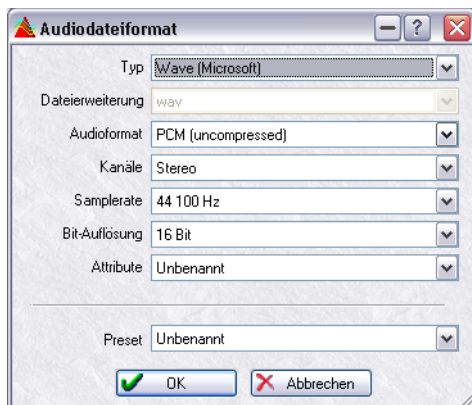 Audiodateiformat
Typ Wave (Microsoft)
Dateierweiterung wav
Audioformat PCM (uncompressed)
Kanäle Stereo
Samplerate 44 100 Hz
Bit-Auflösung 16 Bit
Attribute Unbenannt
Preset Unbenannt
OK Abbrechen